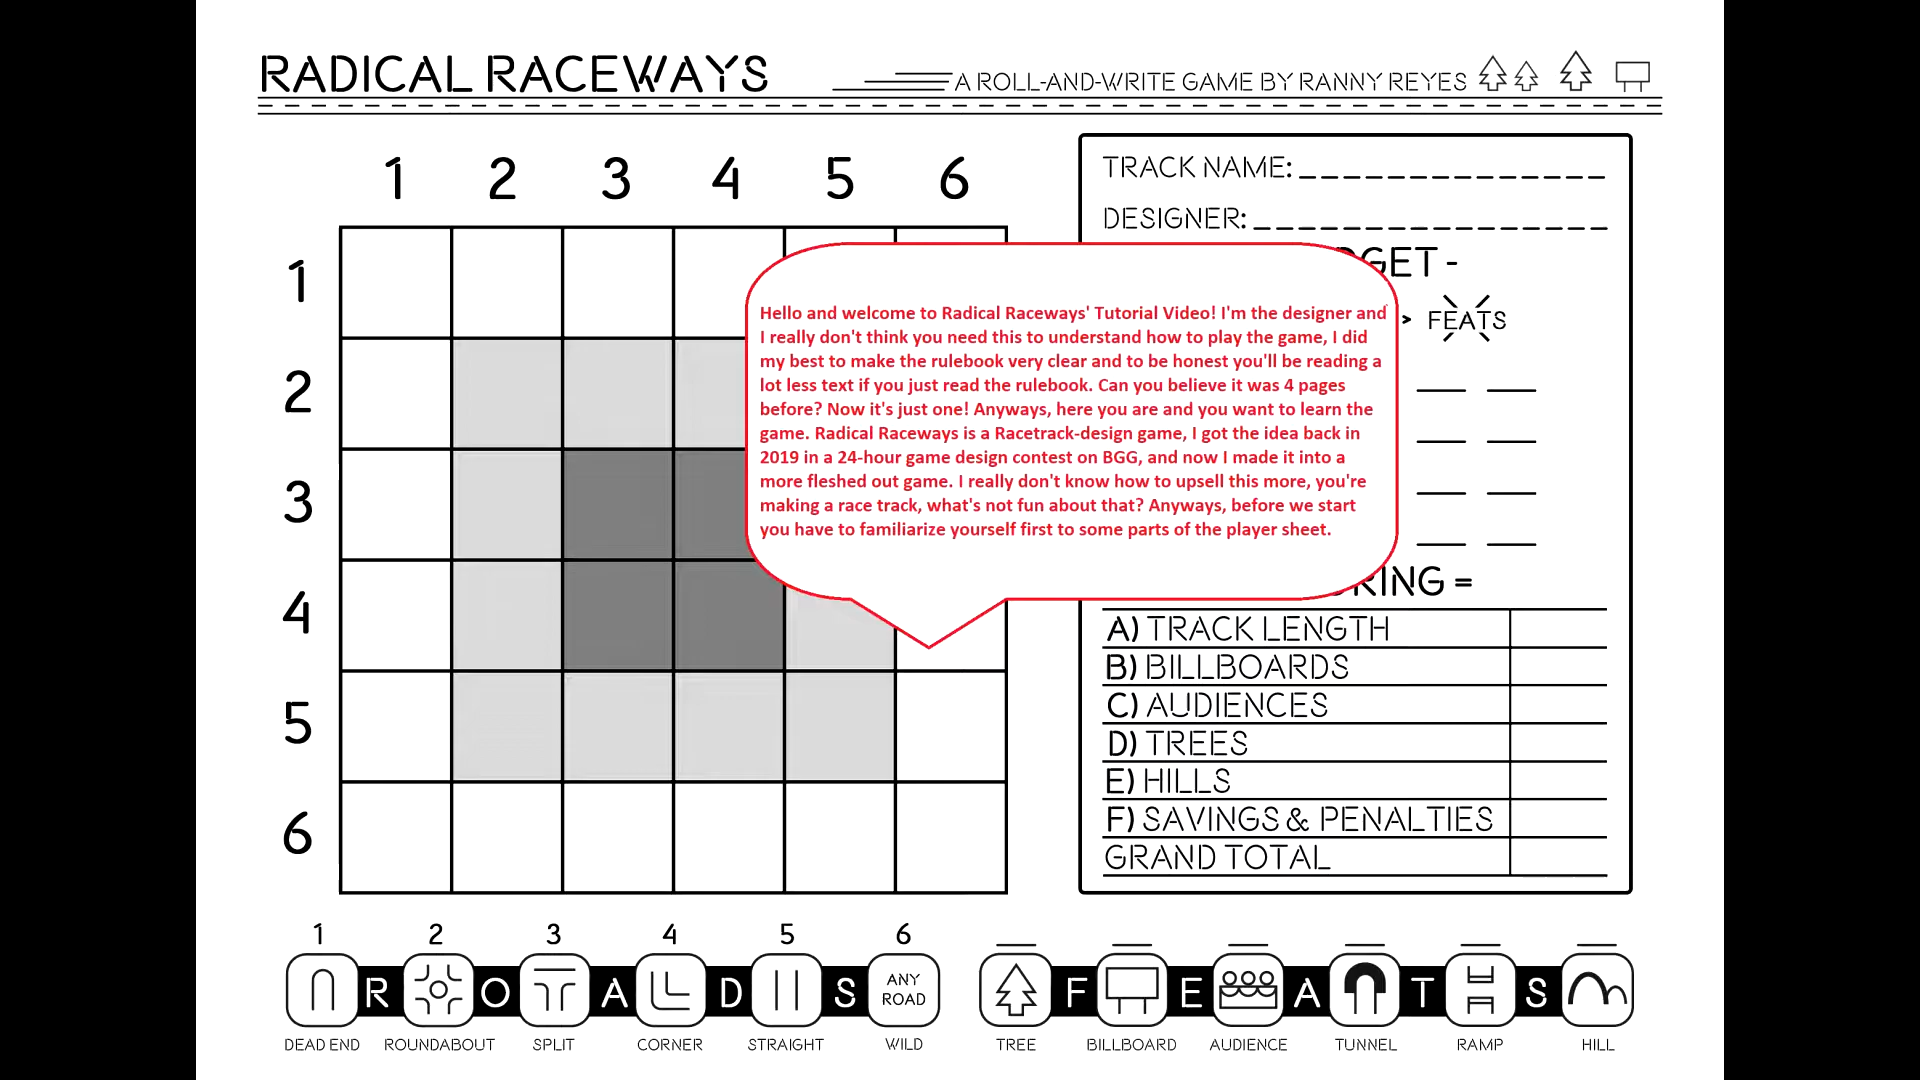 RADICAL RACEWAYS
A ROLL-AND-WRITE GAME BY RANNY REYES
1 2 3 4 5 6
1
2
3
4
5
6
TRACK NAME:
DESIGNER:
GET -
> FEATS
Hello and welcome to Radical Raceways' Tutorial Video! I'm the designer and
I really don't think you need this to understand how to play the game, I did
my best to make the rulebook very clear and to be honest you'll be reading a
lot less text if you just read the rulebook. Can you believe it was 4 pages
before? Now it's just one! Anyways, here you are and you want to learn the
game. Radical Raceways is a Racetrack-design game, I got the idea back in
2019 in a 24-hour game design contest on BGG, and now I made it into a
more fleshed out game. I really don't know how to upsell this more, you're
making a race track, what's not fun about that? Anyways, before we start
you have to familiarize yourself first to some parts of the player sheet.
RING =
A) TRACK LENGTH
B) BILLBOARDS
C) AUDIENCES
D) TREES
E) HILLS
F) SAVINGS & PENALTIES
GRAND TOTAL
1 2 3 4 5 6
R O A D S
ANY
ROAD
F E A T S
DEAD END ROUNDABOUT SPLIT CORNER STRAIGHT WILD
TREE BILLBOARD AUDIENCE TUNNEL RAMP HILL